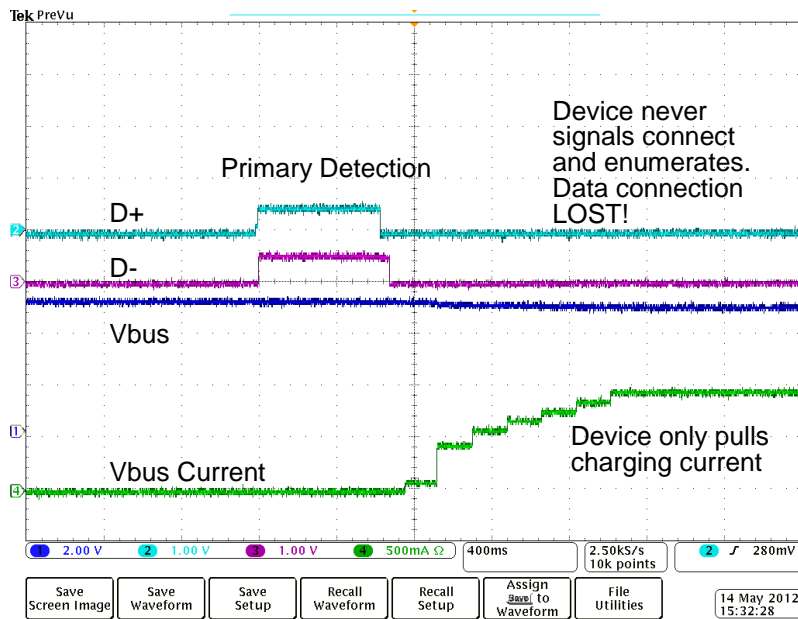 Tek PreVu
Device never
signals connect
and enumerates.
Data connection
LOST!
Primary Detection
D+
2
D-
3
Vbus
1
Device only pulls
charging current
Vbus Current
4
1 2.00 V 2 1.00 V 3 1.00 V 4 500mA Ω 400ms 2.50kS/s 2 280mV
10k points
Save Screen Image
Save Waveform
Save Setup
Recall Waveform
Recall Setup
Assign Save to Waveform
File Utilities
14 May 2012
15:32:28